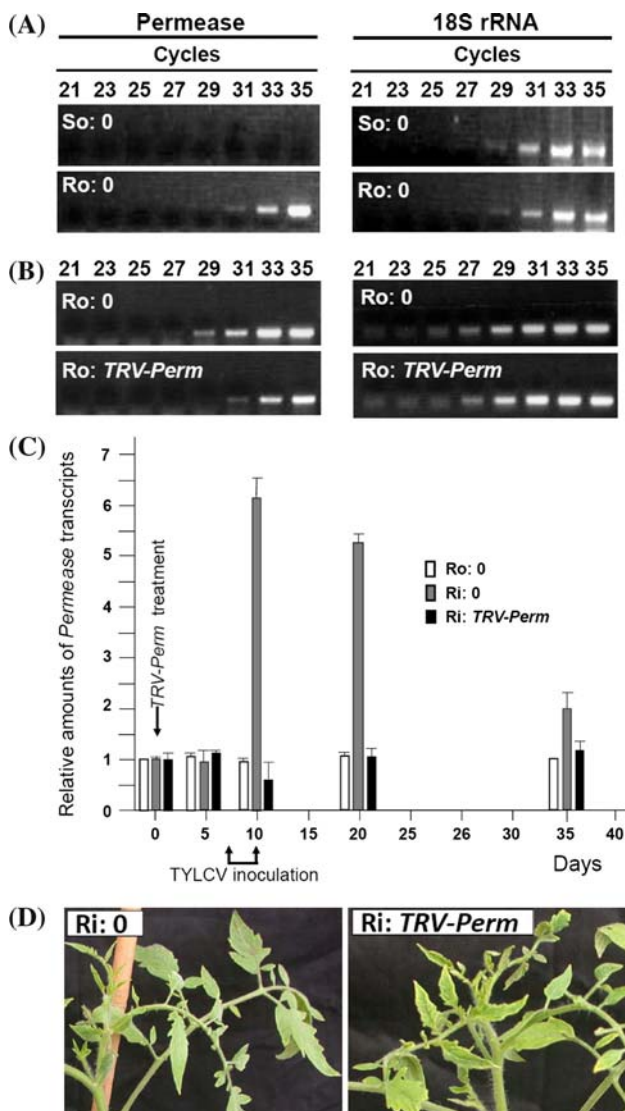 (A)
Permease
18S rRNA
Cycles
Cycles
21 23 25 27 29 31 33 35
21 23 25 27 29 31 33 35
So: 0
So: 0
Ro: 0
Ro: 0
(B)
21 23 25 27 29 31 33 35
21 23 25 27 29 31 33 35
Ro: 0
Ro: 0
Ro: TRV-Perm
Ro: TRV-Perm
(C)
Relative amounts of Permease transcripts
7
6
5
4
3
2
1
0
TRV-Perm treatment
Ro: 0
Ri: 0
Ri: TRV-Perm
0 5 10 15 20 25 26 30 35 40
TYLCV inoculation
Days
(D)
Ri: 0
Ri: TRV-Perm